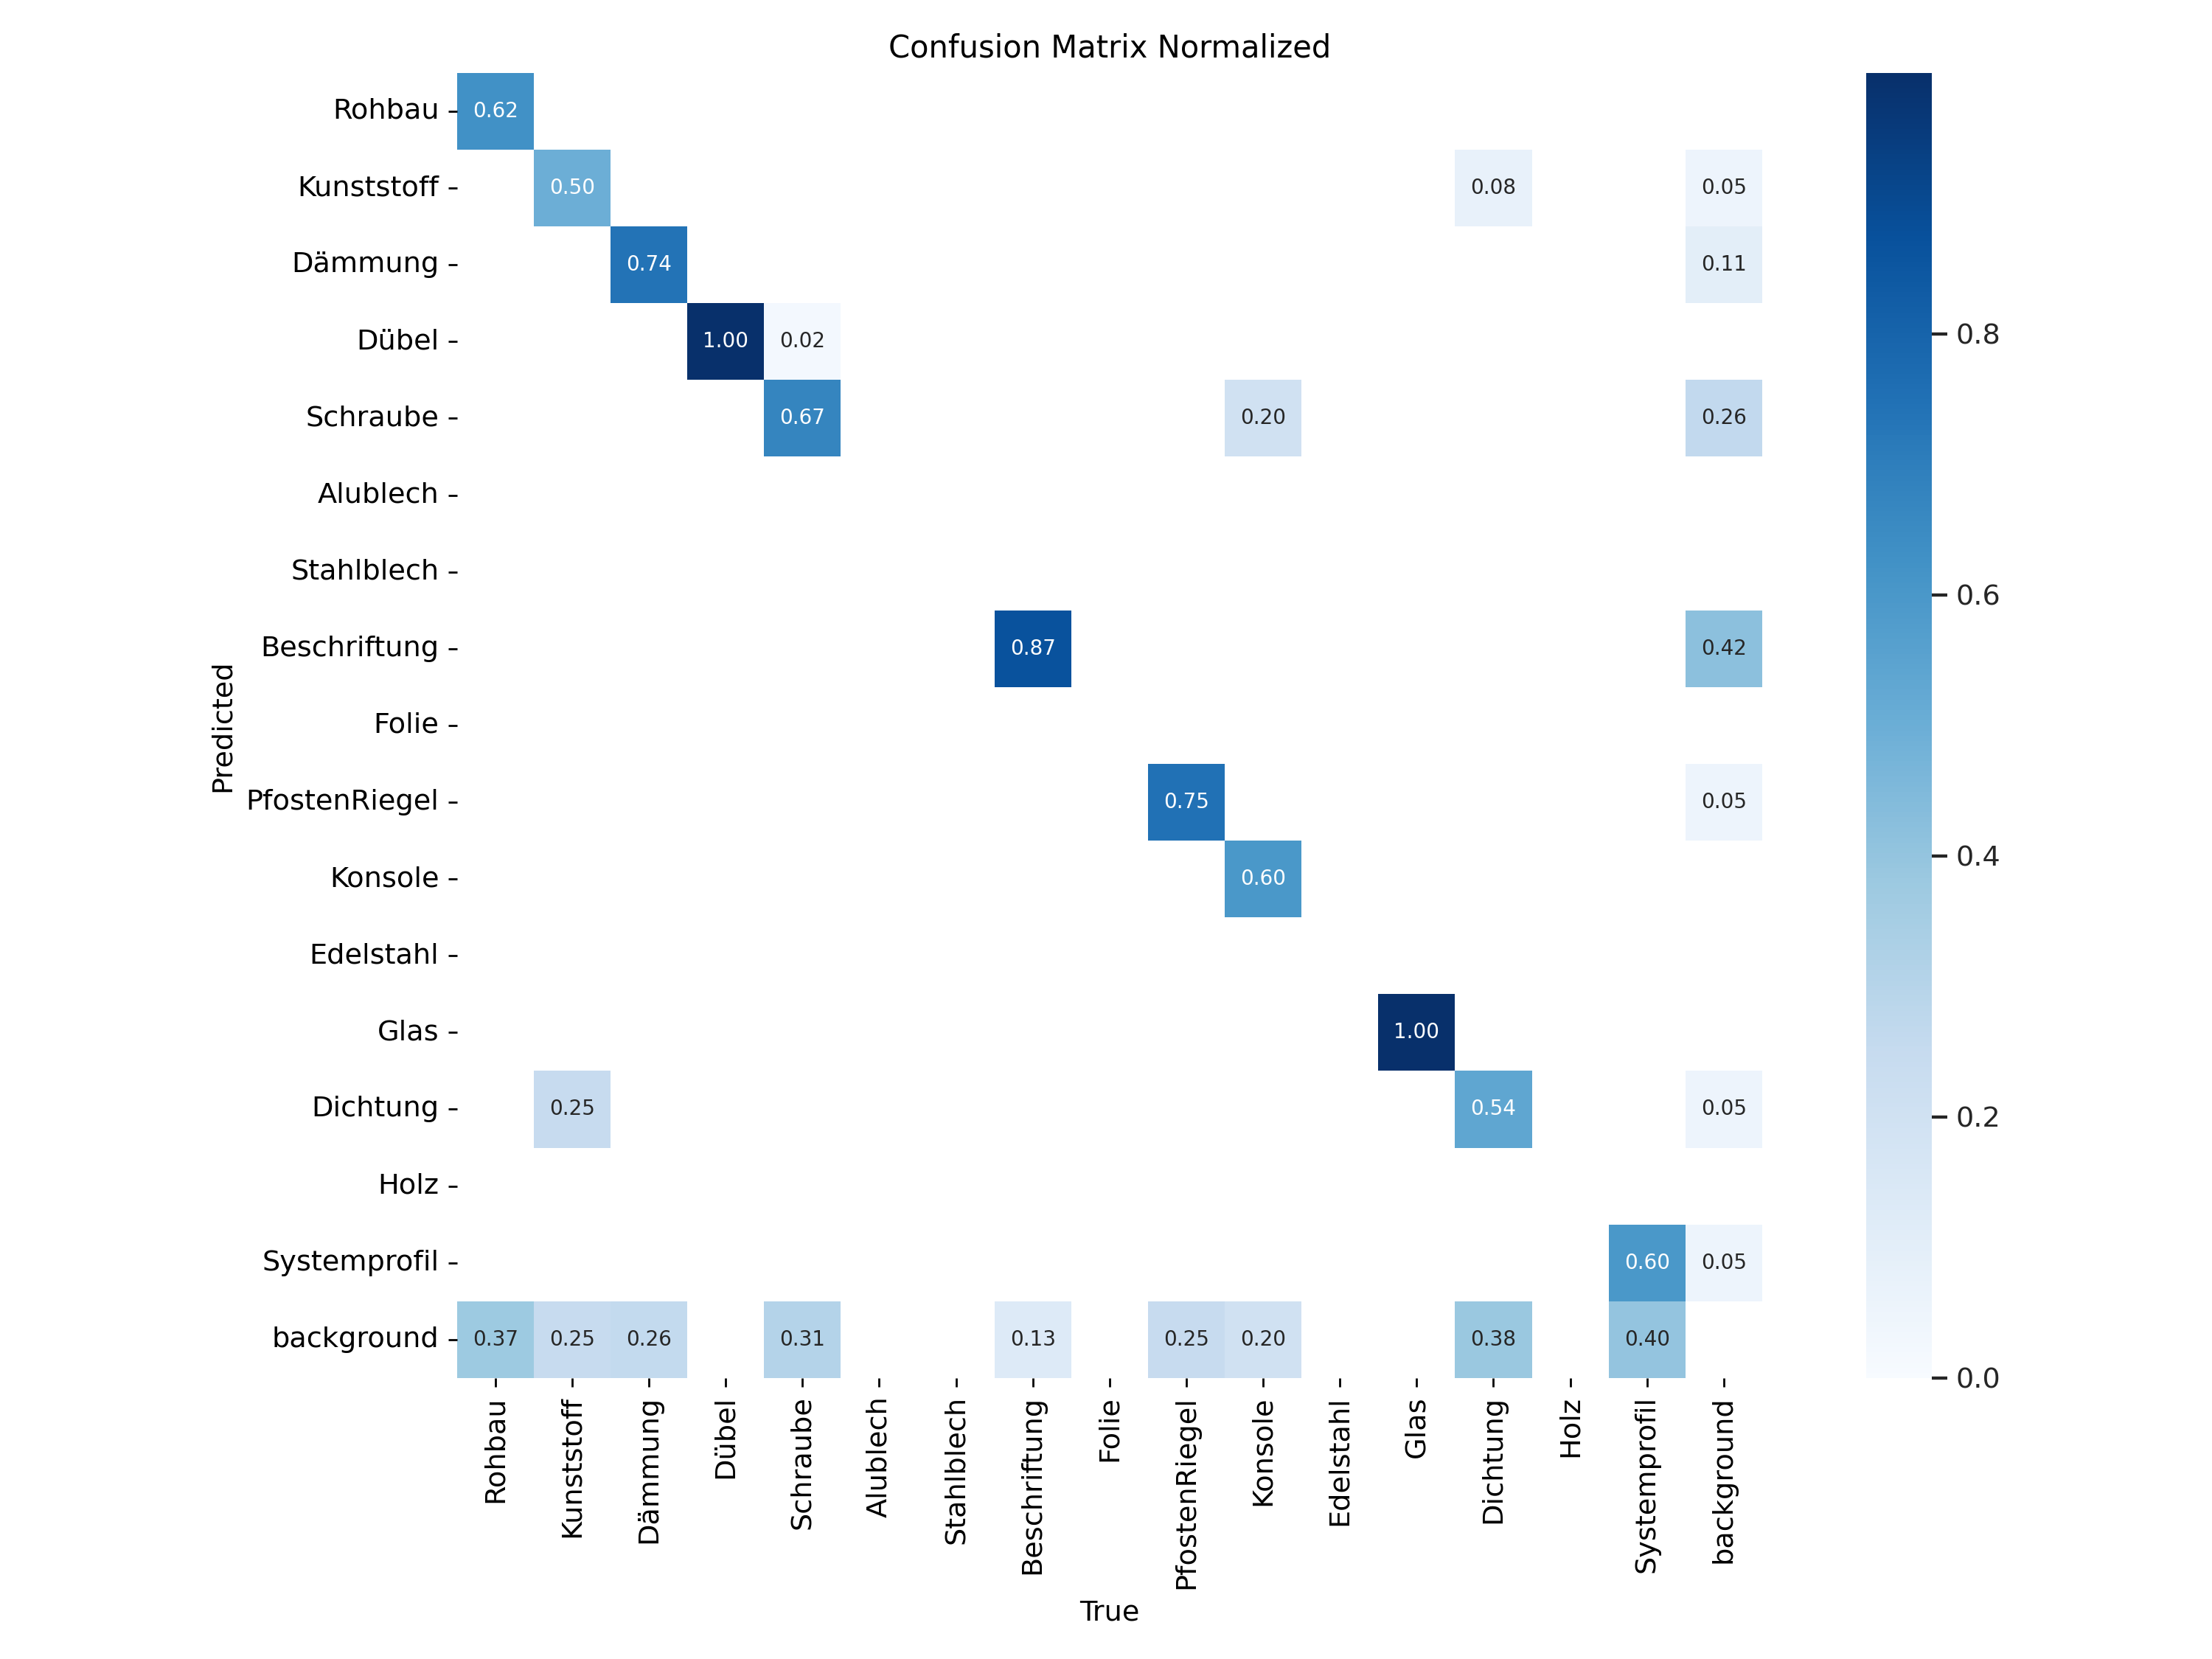 Confusion Matrix Normalized
Rohbau 0.62
Kunststoff 0.50 0.08 0.05
Dämmung 0.74 0.11
Dübel 1.00 0.02
Schraube 0.67 0.20 0.26
Alublech
Stahlblech
Beschriftung 0.87 0.42
Folie
PfostenRiegel 0.75 0.05
Konsole 0.60
Edelstahl
Glas 1.00
Dichtung 0.25 0.54 0.05
Holz
Systemprofil 0.60 0.05
background 0.37 0.25 0.26 0.31 0.13 0.25 0.20 0.38 0.40
Predicted
Rohbau
Kunststoff
Dämmung
Dübel
Schraube
Alublech
Stahlblech
Beschriftung
Folie
PfostenRiegel
Konsole
Edelstahl
Glas
Dichtung
Holz
Systemprofil
background
True
0.8
0.6
0.4
0.2
0.0